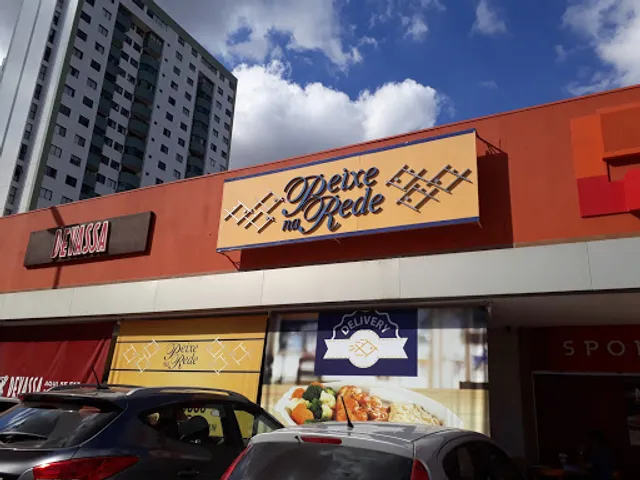 DEVASSA
Peixe
na Rede
DELIVERY
Peixe
na Rede
DEVASSA
SPO